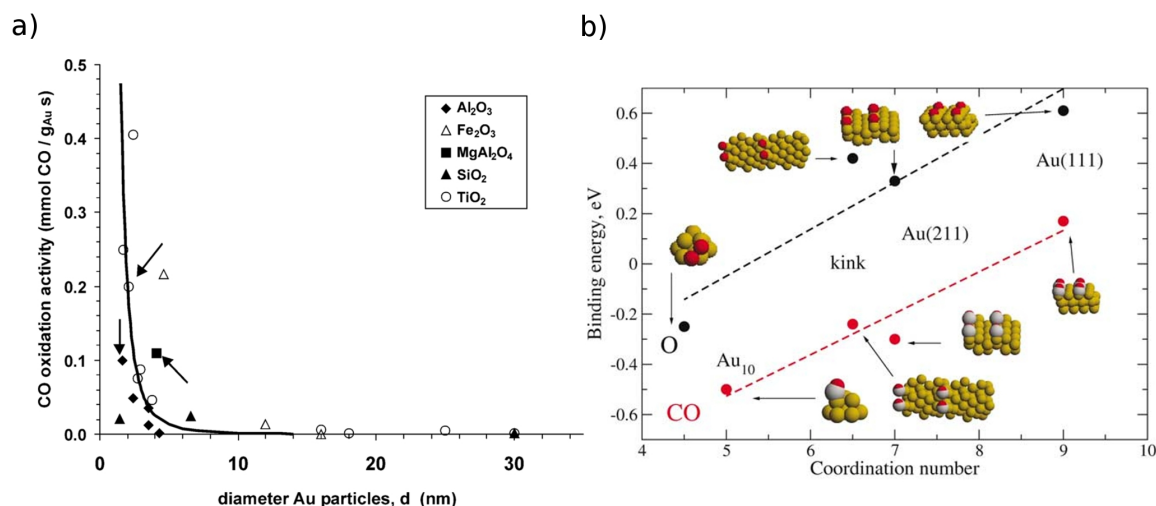 a)
CO oxidation activity (mmol CO / gAu s)
0.5
0.4
0.3
0.2
0.1
0.0
0
10
20
30
diameter Au particles, d (nm)
Al2O3
Fe2O3
MgAl2O4
SiO2
TiO2
b)
Binding energy, eV
0.6
0.4
0.2
0
-0.2
-0.4
-0.6
4
5
6
7
8
9
10
Coordination number
Au(111)
Au(211)
kink
O
Au10
CO